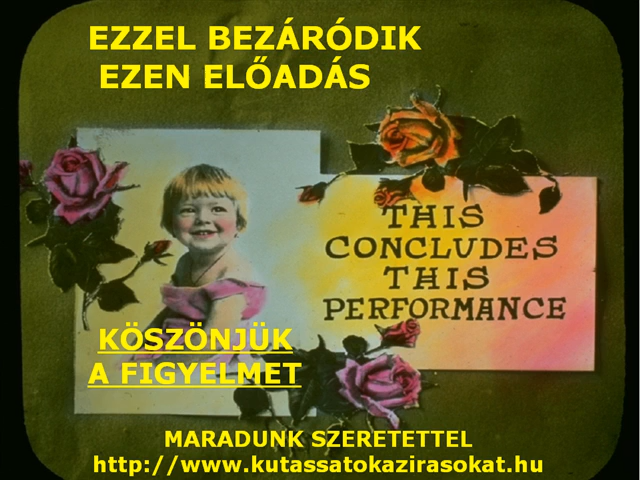 EZZEL BEZÁRÓDIK
EZEN ELŐADÁS
THIS
CONCLUDES
THIS
PERFORMANCE
KÖSZÖNJÜK
A FIGYELMET
MARADUNK SZERETETTEL
http://www.kutassatokazirasokat.hu